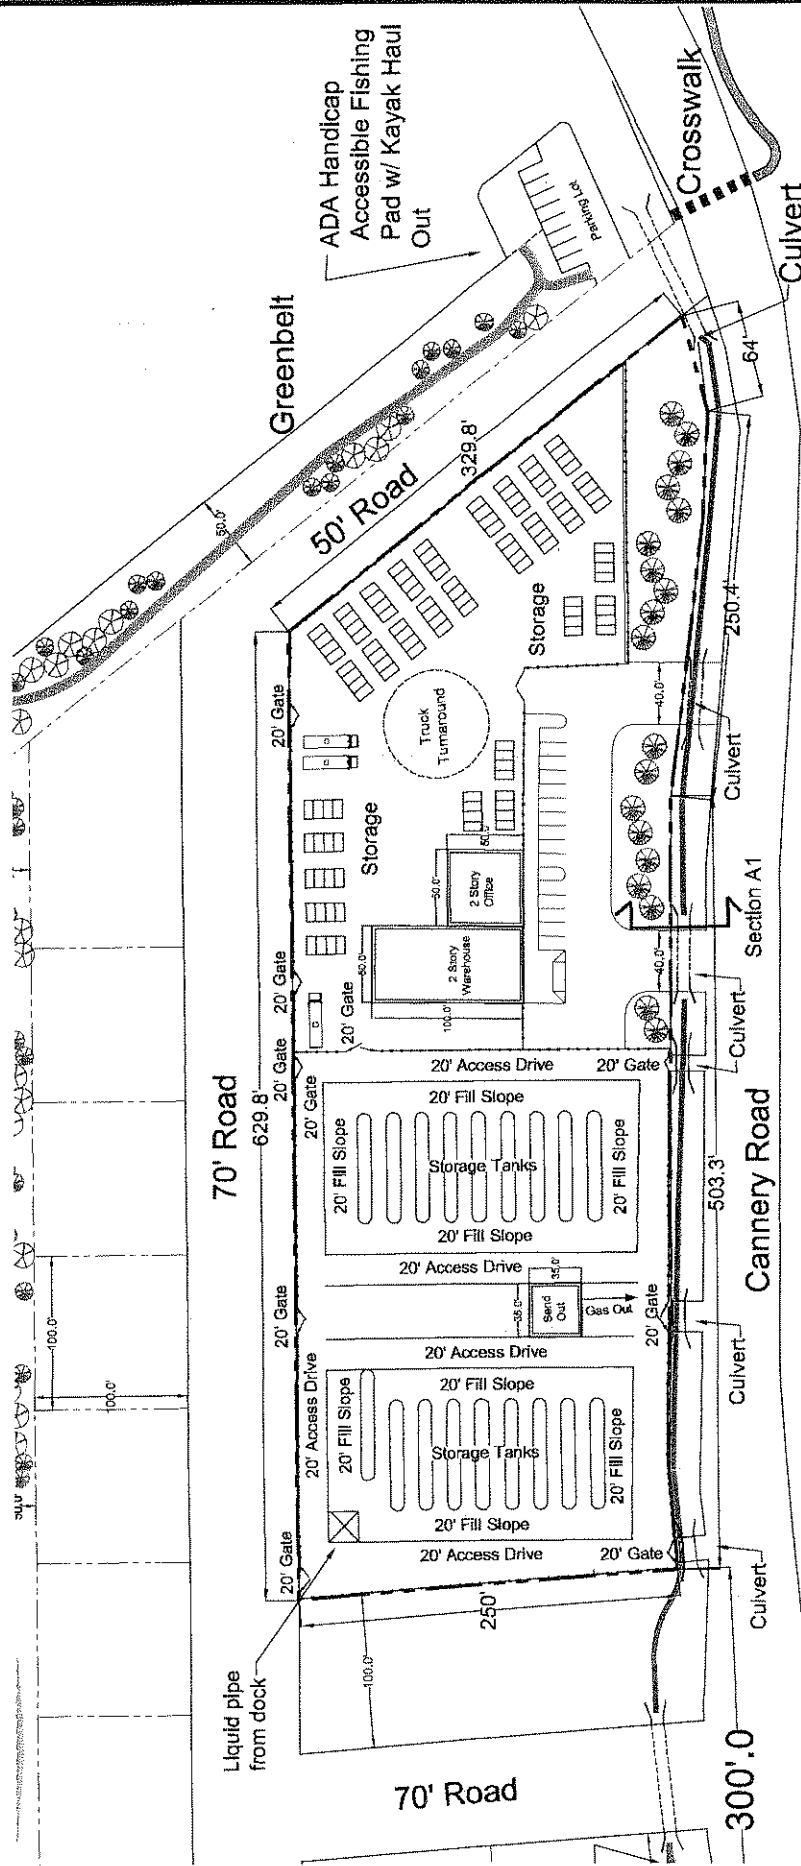 ADA Handicap
Accessible Fishing
Pad w/ Kayak Haul
Out
Greenbelt
Parking Lot
Crosswalk
Culvert
64'
50.0'
50' Road
329.8'
Storage
250.4'
20' Gate
Truck
Turnaround
40.0'
Culvert
Storage
50.0'
50.0'
2 Story
Office
Section A1
20' Gate
50.0'
2 Story
Warehouse
100.0'
40.0'
Culvert
20' Gate
20' Gate
70' Road
629.8'
20' Access Drive
20' Gate
Culvert
20' Gate
20' Fill Slope
20' Fill Slope
Storage Tanks
20' Fill Slope
20' Fill Slope
503.3'
Cannery Road
20' Access Drive
35.0'
35.0'
Send
Out
Gas Out
20' Gate
20' Gate
20' Access Drive
Culvert
100.0'
100.0'
20' Access Drive
20' Fill Slope
20' Fill Slope
Storage Tanks
20' Fill Slope
20' Fill Slope
20' Access Drive
20' Gate
20' Gate
Culvert
250'
Liquid pipe
from dock
100.0'
70' Road
300'.0